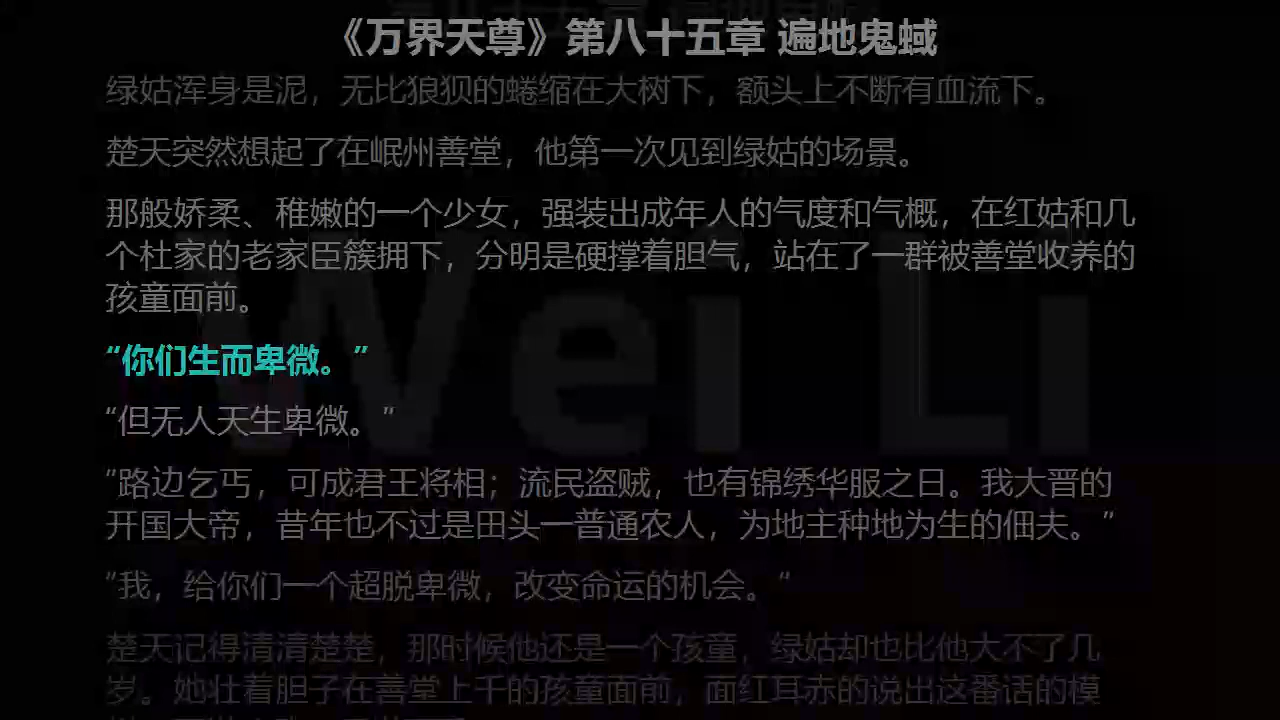 《万界天尊》第八十五章 遍地鬼蜮
绿姑浑身是泥，无比狼狈的蜷缩在大树下，额头上不断有血流下。
楚天突然想起了在岷州善堂，他第一次见到绿姑的场景。
那般娇柔、稚嫩的一个少女，强装出成年人的气度和气概，在红姑和几
个杜家的老家臣簇拥下，分明是硬撑着胆气，站在了一群被善堂收养的
孩童面前。
“你们生而卑微。”
“但无人天生卑微。”
“路边乞丐，可成君王将相；流民盗贼，也有锦绣华服之日。我大晋的
开国大帝，昔年也不过是田头一普通农人，为地主种地为生的佃夫。”
“我，给你们一个超脱卑微，改变命运的机会。”
楚天记得清清楚楚，那时候他还是一个孩童，绿姑却也比他大不了几
岁。她壮着胆子在善堂上千的孩童面前，面红耳赤的说出这番话的模
Wei Li